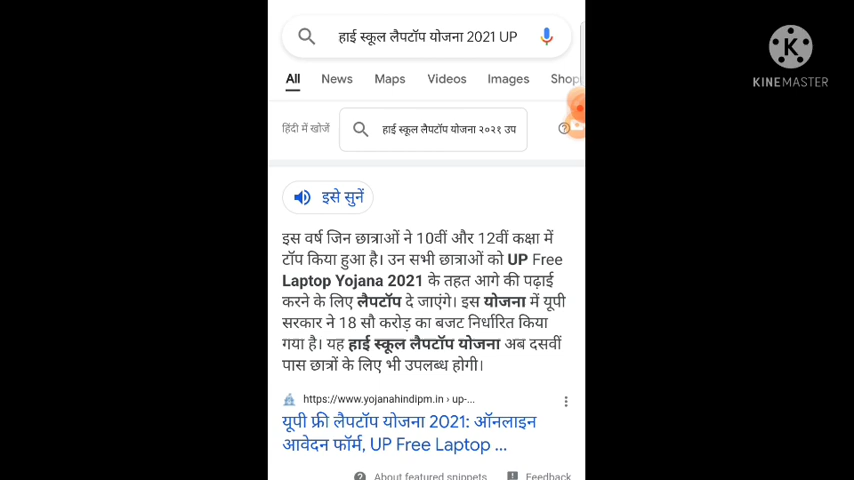 हाई स्कूल लैपटॉप योजना 2021 UP
K
KINEMASTER
All News Maps Videos Images Shop
हिंदी में खोजें
हाई स्कूल लैपटॉप योजना २०२१ उप
इसे सुनें
इस वर्ष जिन छात्राओं ने 10वीं और 12वीं कक्षा में
टॉप किया हुआ है। उन सभी छात्राओं को UP Free
Laptop Yojana 2021 के तहत आगे की पढ़ाई
करने के लिए लैपटॉप दे जाएंगे। इस योजना में यूपी
सरकार ने 18 सौ करोड़ का बजट निर्धारित किया
गया है। यह हाई स्कूल लैपटॉप योजना अब दसवीं
पास छात्रों के लिए भी उपलब्ध होगी।
https://www.yojanahindipm.in › up-...
यूपी फ्री लैपटॉप योजना 2021: ऑनलाइन
आवेदन फॉर्म, UP Free Laptop ...
About featured snippets Feedback